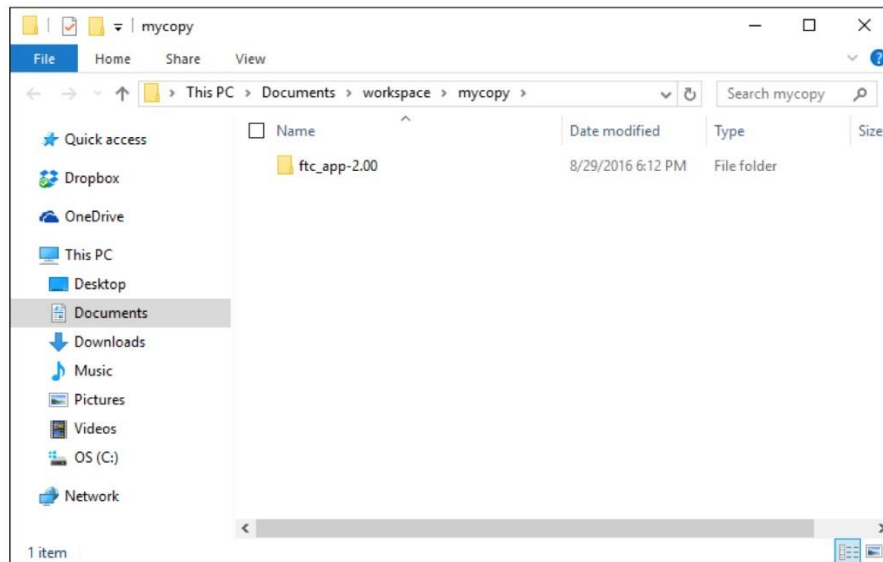 mycopy
File Home Share View
This PC > Documents > workspace > mycopy > Search mycopy
Name Date modified Type Size
ftc_app-2.00 8/29/2016 6:12 PM File folder
Quick access
Dropbox
OneDrive
This PC
Desktop
Documents
Downloads
Music
Pictures
Videos
OS (C:)
Network
1 item